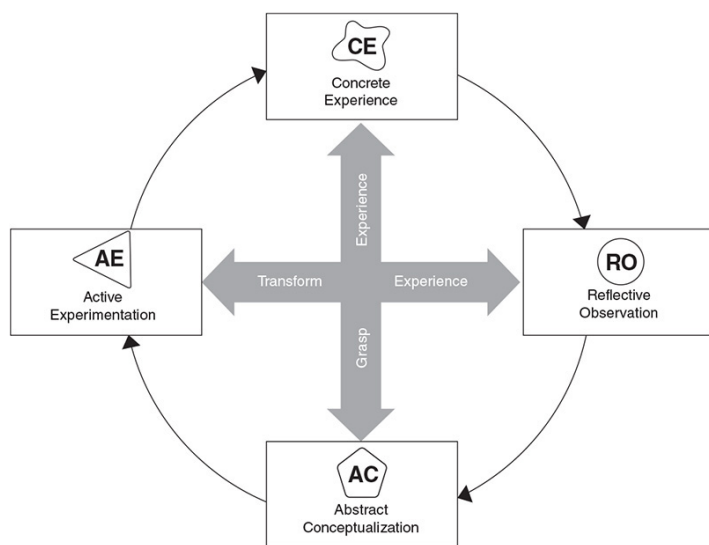 CE
Concrete
Experience
AE
Active
Experimentation
Transform
Experience
Experience
Grasp
RO
Reflective
Observation
AC
Abstract
Conceptualization